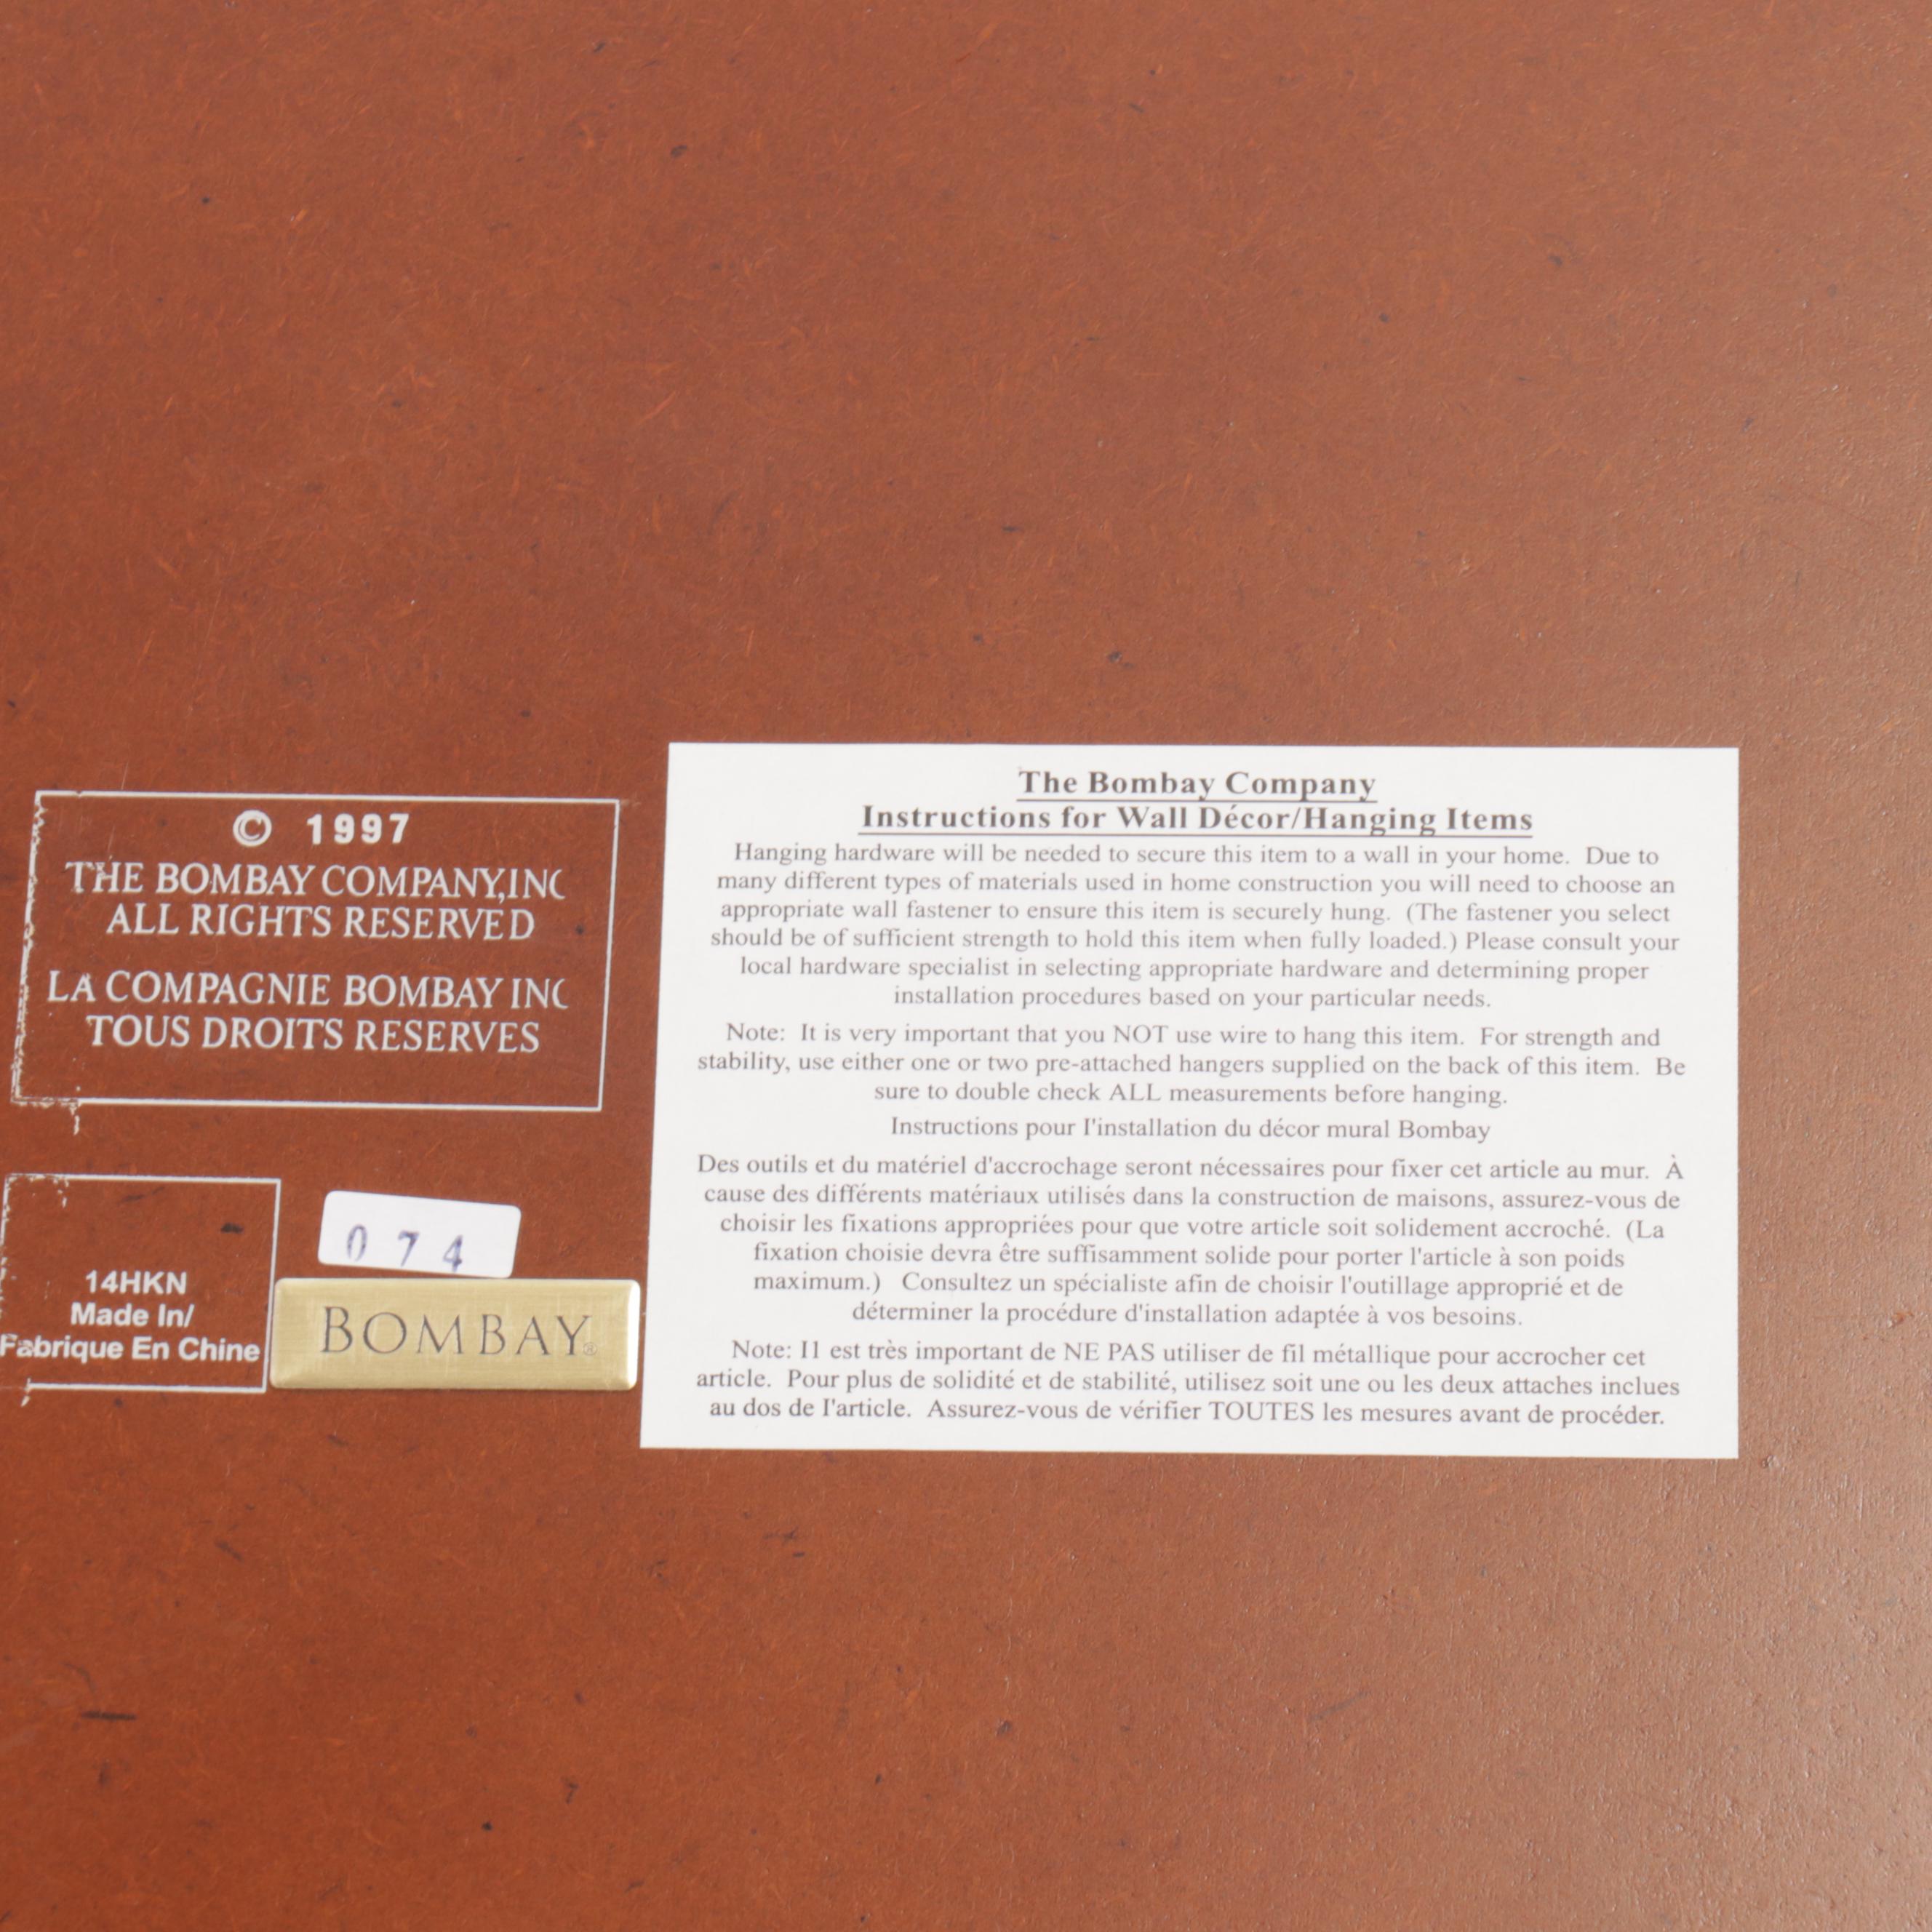 © 1997
THE BOMBAY COMPANY,INC
ALL RIGHTS RESERVED
LA COMPAGNIE BOMBAY INC
TOUS DROITS RESERVES
14HKN
Made In/
Fabrique En Chine
074
BOMBAY®
The Bombay Company
Instructions for Wall Décor/Hanging Items
Hanging hardware will be needed to secure this item to a wall in your home. Due to
many different types of materials used in home construction you will need to choose an
appropriate wall fastener to ensure this item is securely hung. (The fastener you select
should be of sufficient strength to hold this item when fully loaded.) Please consult your
local hardware specialist in selecting appropriate hardware and determining proper
installation procedures based on your particular needs.
Note: It is very important that you NOT use wire to hang this item. For strength and
stability, use either one or two pre-attached hangers supplied on the back of this item. Be
sure to double check ALL measurements before hanging.
Instructions pour I'installation du décor mural Bombay
Des outils et du matériel d'accrochage seront nécessaires pour fixer cet article au mur. À
cause des différents matériaux utilisés dans la construction de maisons, assurez-vous de
choisir les fixations appropriées pour que votre article soit solidement accroché. (La
fixation choisie devra être suffisamment solide pour porter l'article à son poids
maximum.) Consultez un spécialiste afin de choisir l'outillage approprié et de
déterminer la procédure d'installation adaptée à vos besoins.
Note: I1 est très important de NE PAS utiliser de fil métallique pour accrocher cet
article. Pour plus de solidité et de stabilité, utilisez soit une ou les deux attaches inclues
au dos de I'article. Assurez-vous de vérifier TOUTES les mesures avant de procéder.